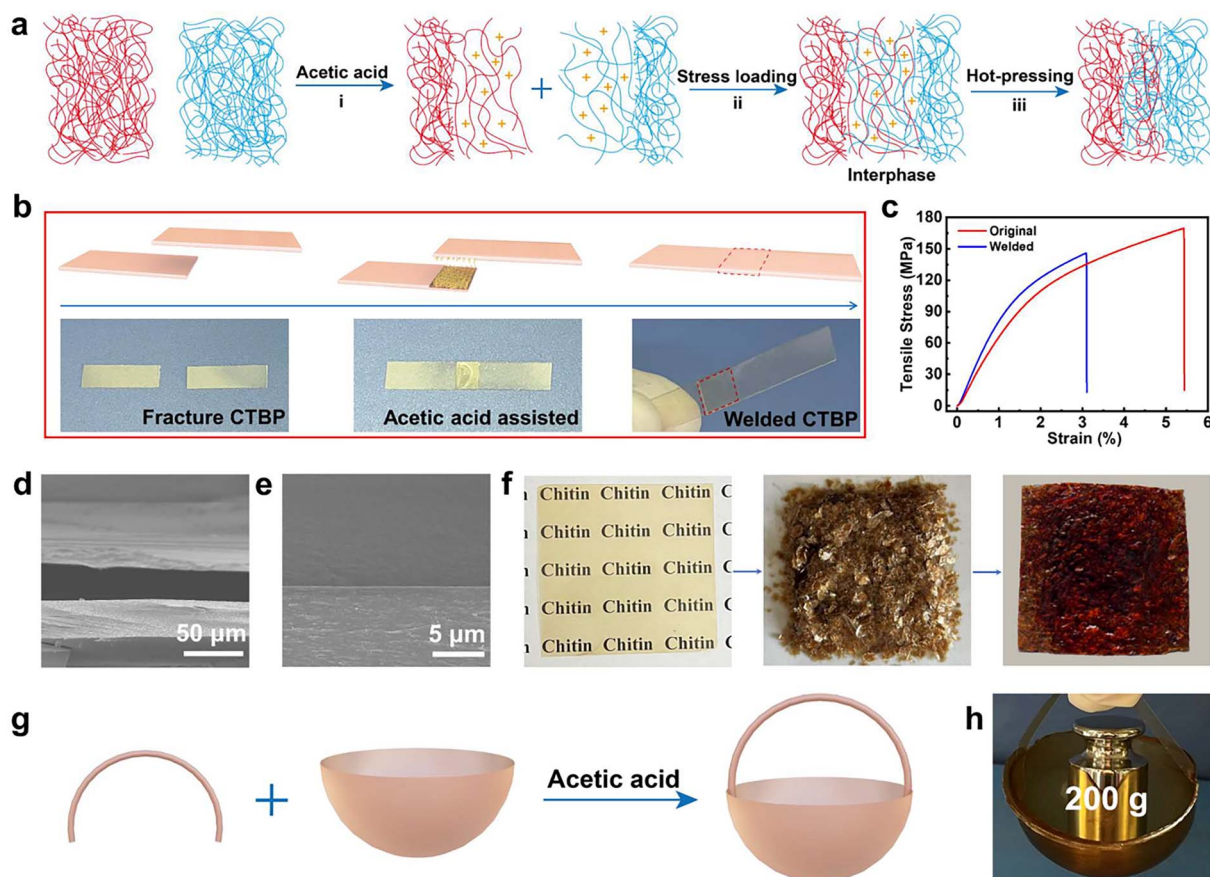 a
Acetic acid
i
+
Stress loading
ii
Interphase
Hot-pressing
iii
b
Fracture CTBP
Acetic acid assisted
Welded CTBP
c
Original
Welded
Tensile Stress (MPa)
180
150
120
90
60
30
0
0 1 2 3 4 5 6
Strain (%)
d
50 μm
e
5 μm
f
n Chitin Chitin Chitin C
n Chitin Chitin Chitin C
n Chitin Chitin Chitin C
n Chitin Chitin Chitin C
n Chitin Chitin Chitin C
g
+
Acetic acid
h
200 g